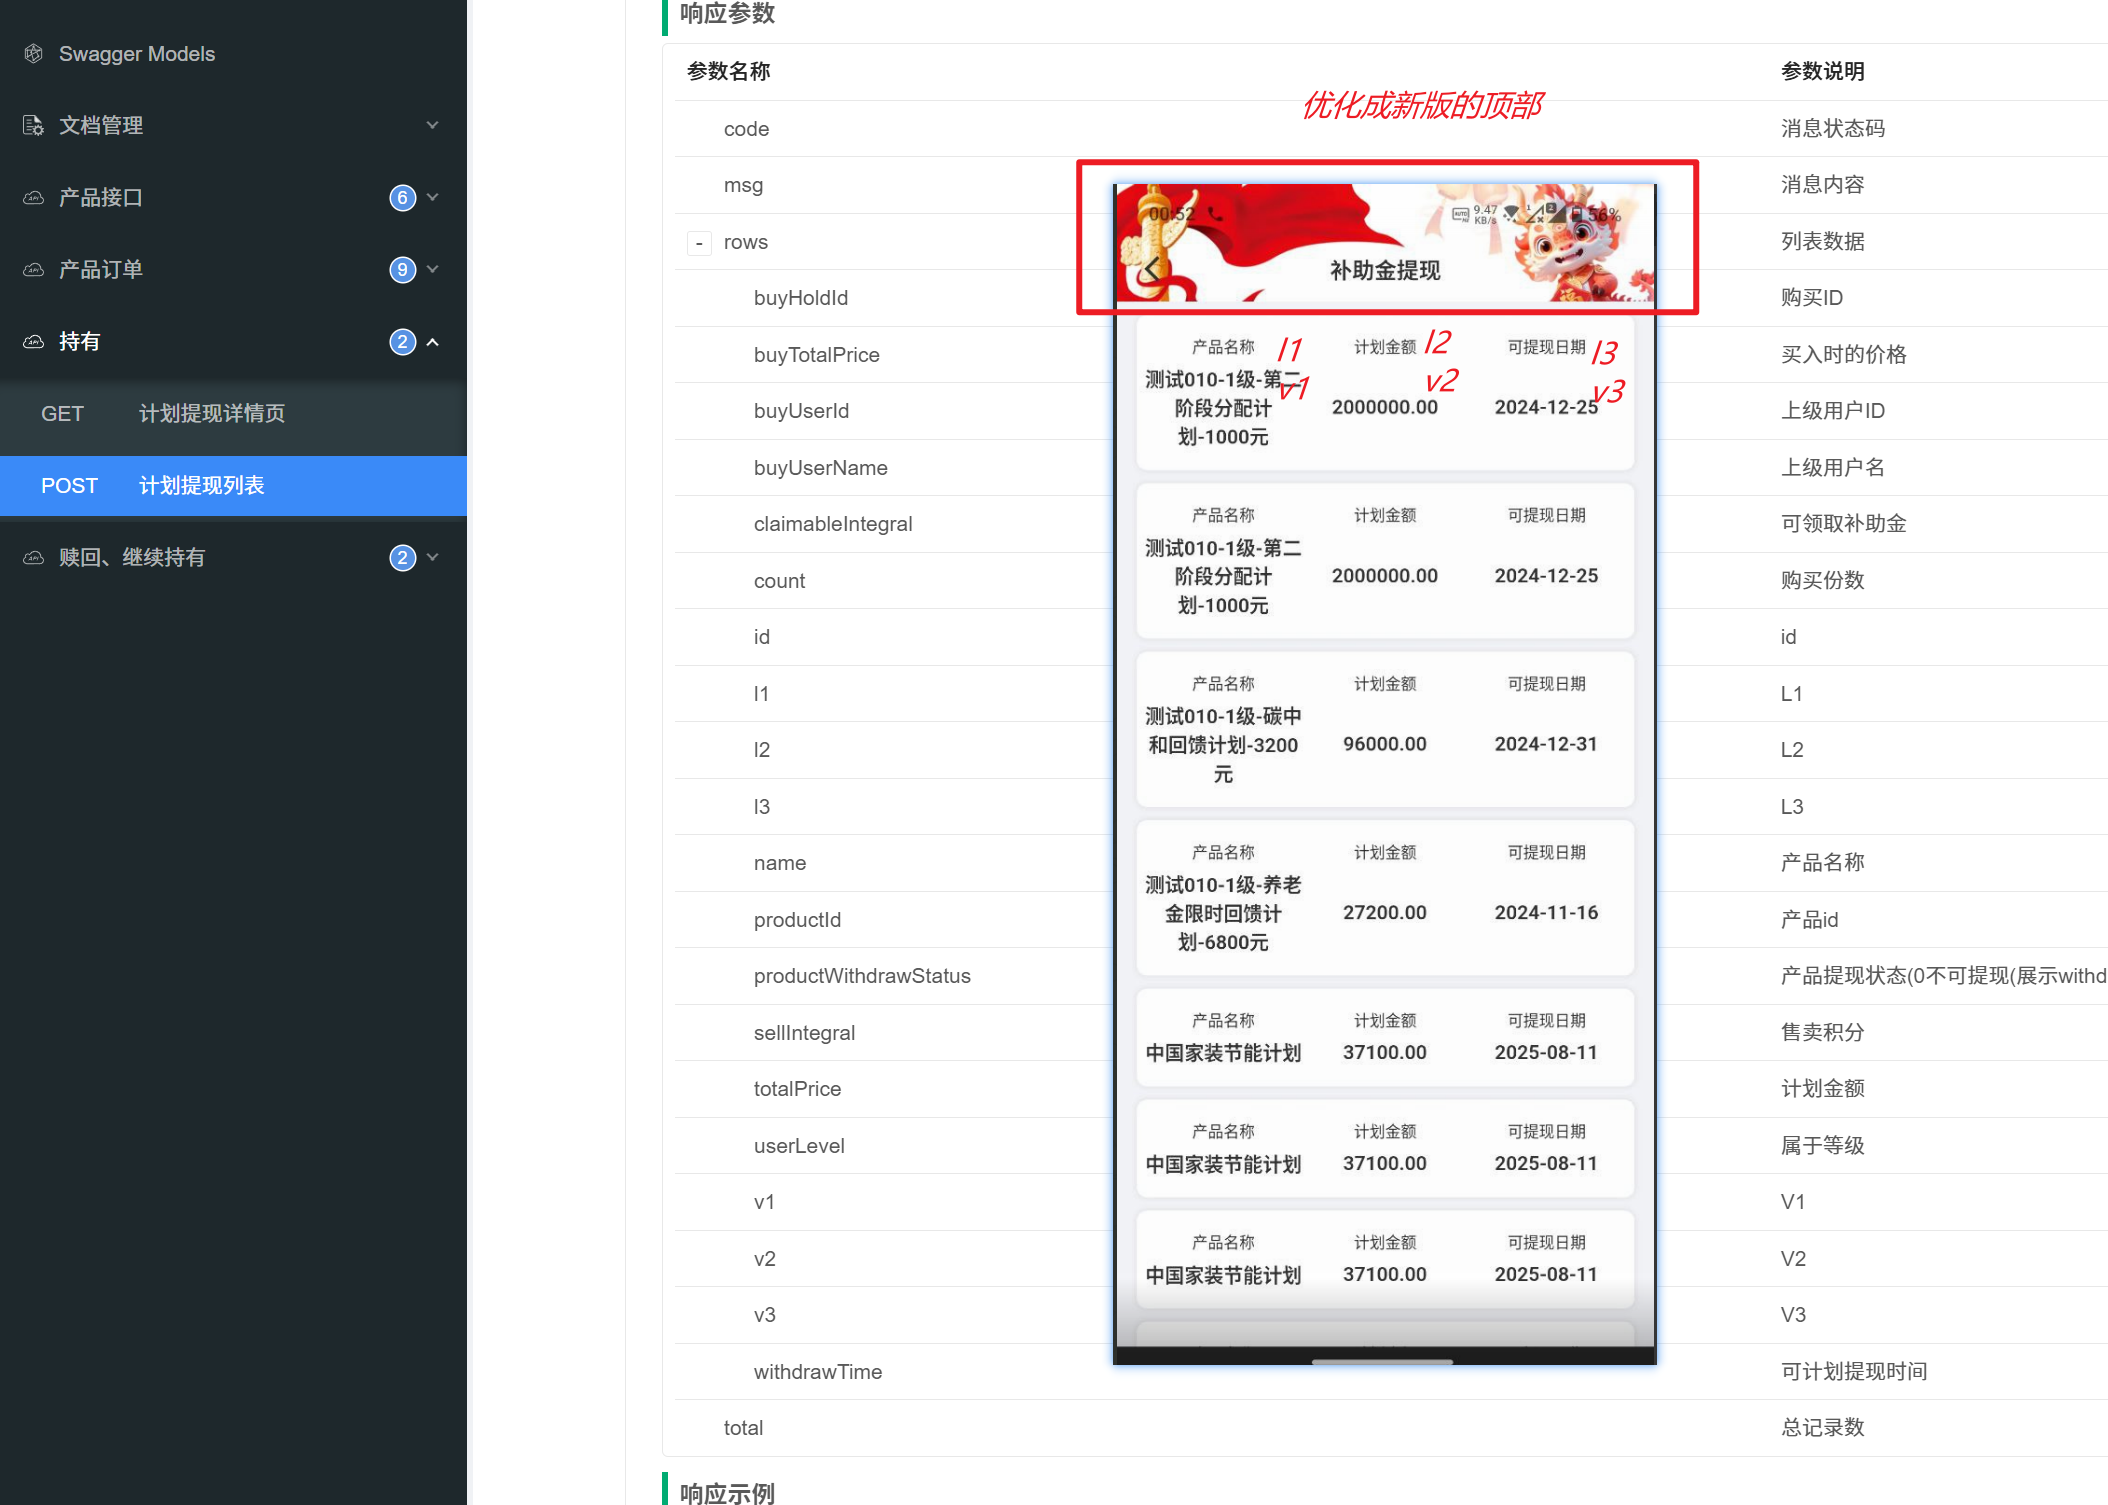 响应参数
Swagger Models
文档管理
产品接口
6
产品订单
9
持有
2
GET 计划提现详情页
POST 计划提现列表
赎回、继续持有
2
参数名称 参数说明
优化成新版的顶部
code 消息状态码
msg 消息内容
- rows 列表数据
buyHoldId 购买ID
buyTotalPrice 买入时的价格
buyUserId 上级用户ID
buyUserName 上级用户名
claimableIntegral 可领取补助金
count 购买份数
id id
l1 L1
l2 L2
l3 L3
name 产品名称
productId 产品id
productWithdrawStatus 产品提现状态(0不可提现(展示withd
sellIntegral 售卖积分
totalPrice 计划金额
userLevel 属于等级
v1 V1
v2 V2
v3 V3
withdrawTime 可计划提现时间
total 总记录数
00:52 9.47 KB/s 56%
补助金提现
产品名称 l1 计划金额 l2 可提现日期 l3
v1 v2 v3
测试010-1级-第二
阶段分配计 2000000.00 2024-12-25
划-1000元
产品名称 计划金额 可提现日期
测试010-1级-第二
阶段分配计 2000000.00 2024-12-25
划-1000元
产品名称 计划金额 可提现日期
测试010-1级-碳中
和回馈计划-3200 96000.00 2024-12-31
元
产品名称 计划金额 可提现日期
测试010-1级-养老
金限时回馈计 27200.00 2024-11-16
划-6800元
产品名称 计划金额 可提现日期
中国家装节能计划 37100.00 2025-08-11
产品名称 计划金额 可提现日期
中国家装节能计划 37100.00 2025-08-11
产品名称 计划金额 可提现日期
中国家装节能计划 37100.00 2025-08-11
响应示例